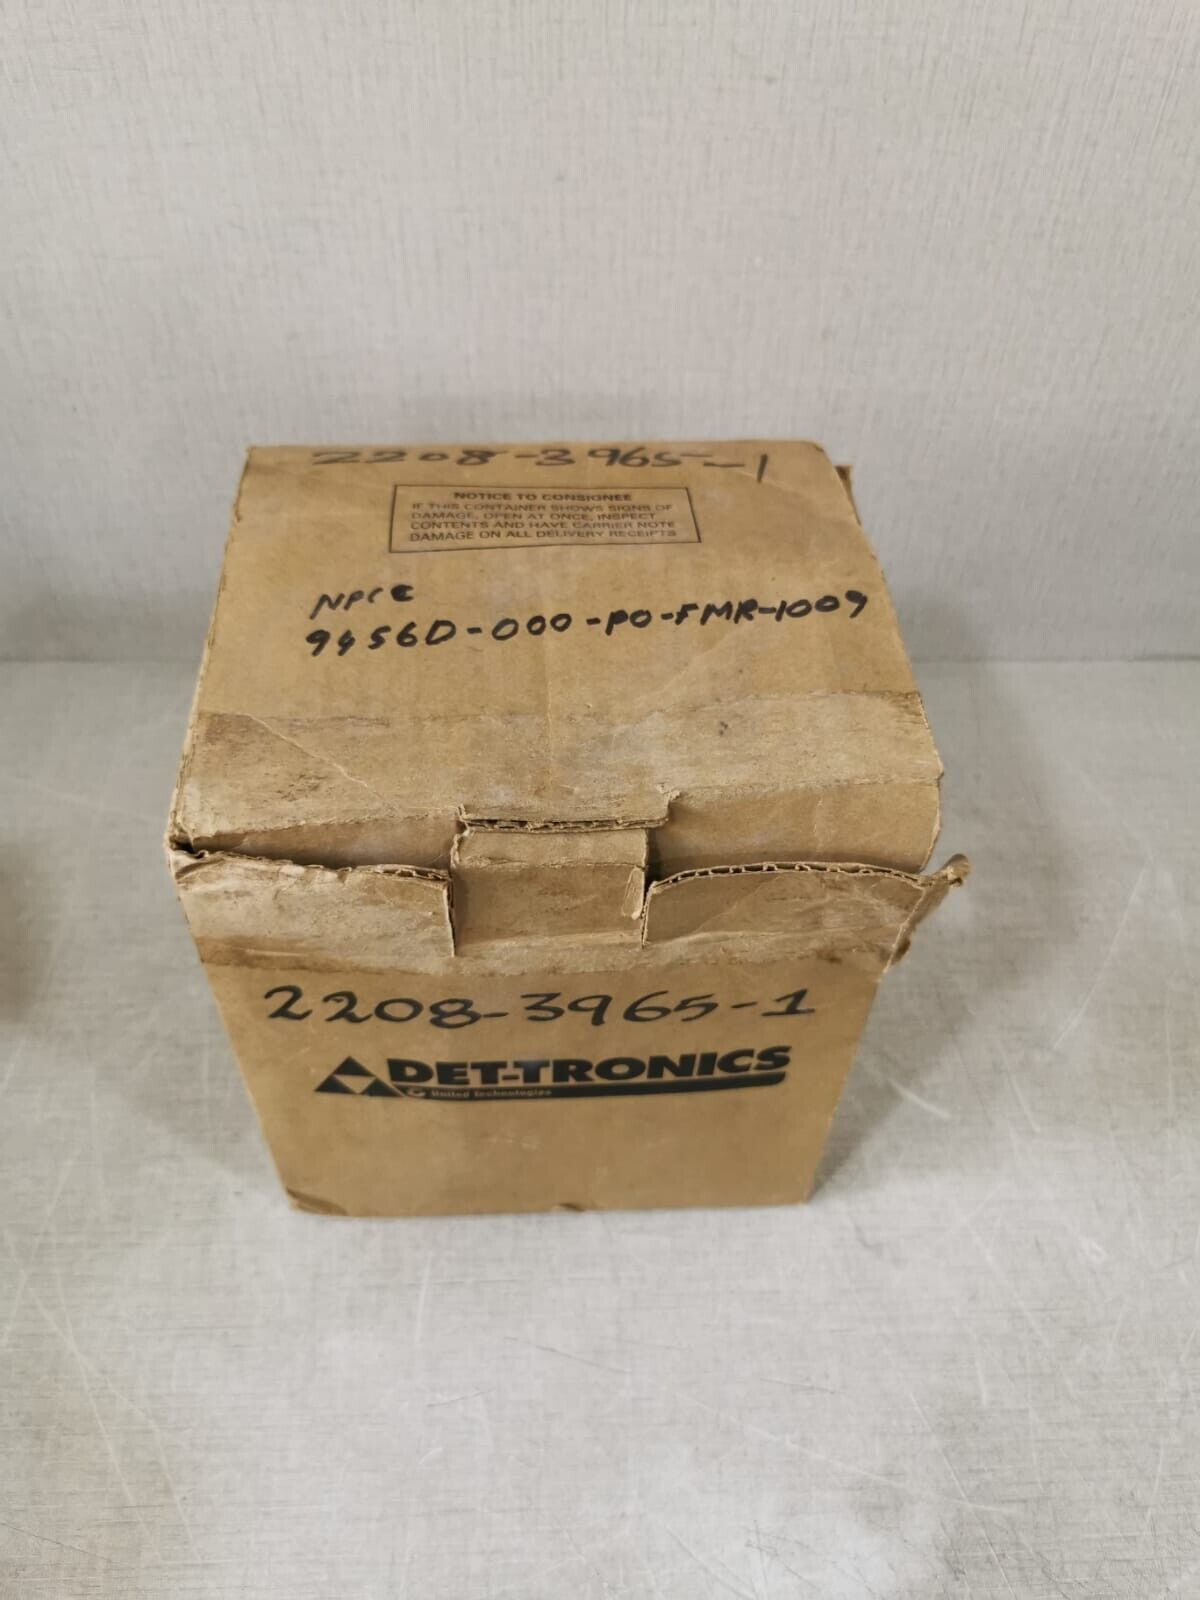 2208-3965-1
NOTICE TO CONSIGNEE
IF THIS CONTAINER SHOWS SIGNS OF
DAMAGE, OPEN AT ONCE, INSPECT
CONTENTS AND HAVE CARRIER NOTE
DAMAGE ON ALL DELIVERY RECEIPTS
NPCC
9456D-000-PO-FMR-1009
2208-3965-1
DET-TRONICS
United Technologies